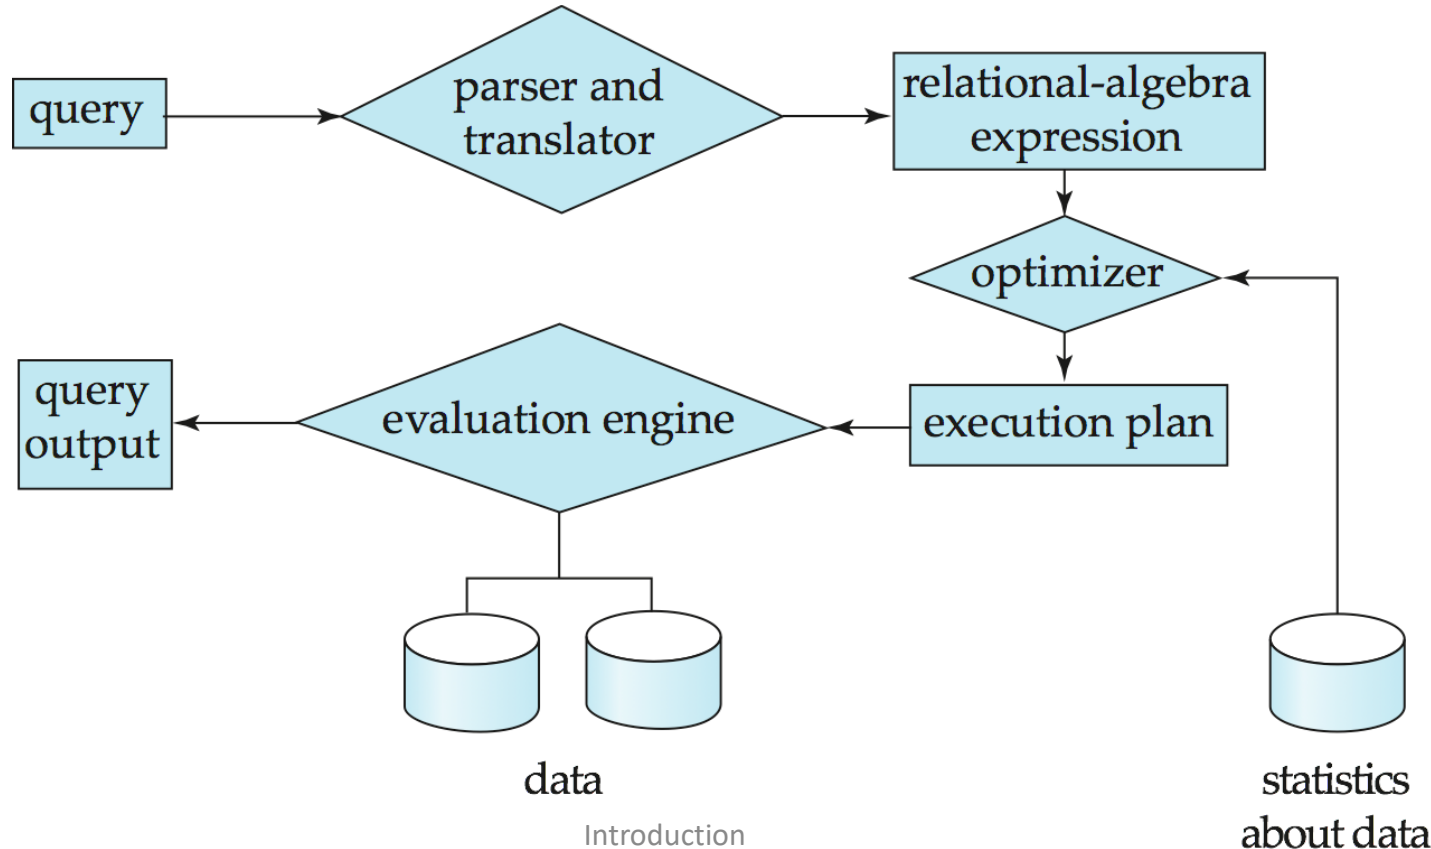 query
parser and
translator
relational-algebra
expression
optimizer
query
output
evaluation engine
execution plan
data
statistics
about data
Introduction